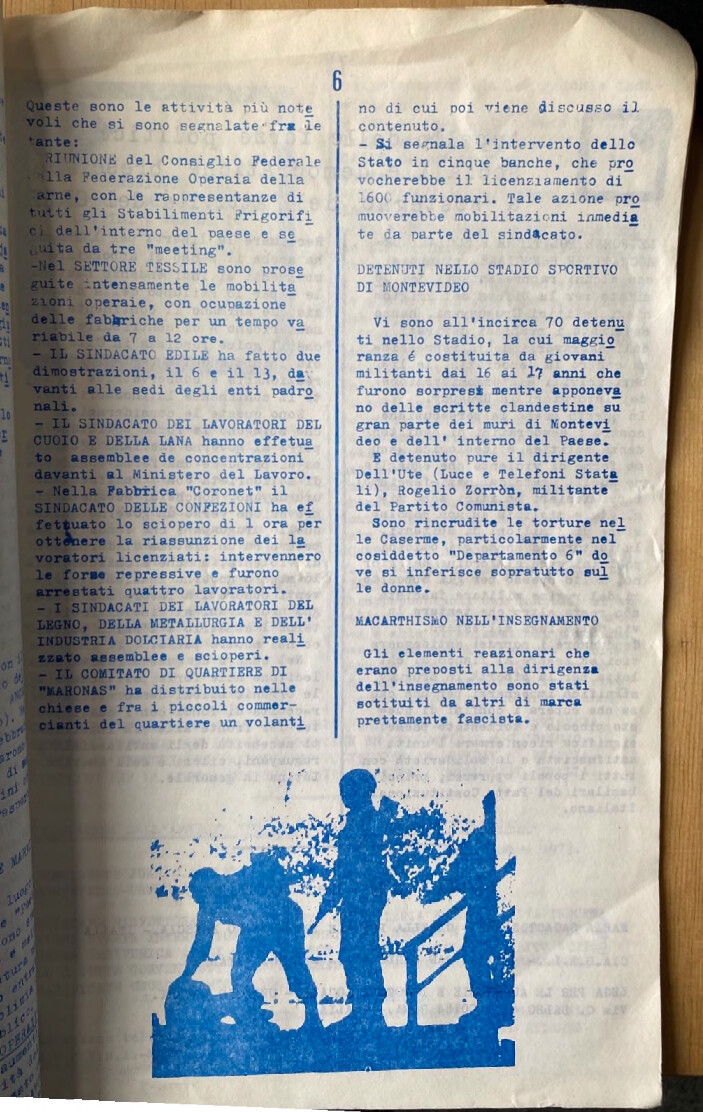 6
Queste sono le attività più note
voli che si sono segnalate fra le
tante:
RIUNIONE del Consiglio Federale
Federazione Operaia della
arne, con le rappresentanze di
tutti gli Stabilimenti Frigorifi
ci dell'interno del paese e se
guita da tre "meeting".
-Nel SETTORE TESSILE sono prose
guite intensamente le mobilita
zioni operaie, con ocupazione
delle fabbriche per un tempo va
riabile da 7 a 12 ore.
- IL SINDACATO EDILE ha fatto due
dimostrazioni, il 6 e il 13, da
vanti alle sedi degli enti padro
nali.
- IL SINDACATO DEI LAVORATORI DEL
CUOIO E DELLA LANA hanno effetua
to assemblee de concentrazioni
davanti al Ministero del Lavoro.
- Nella Fabbrica "Coronet" il
SINDACATO DELLE CONFEZIONI ha ef
fettuato lo sciopero di 1 ora per
ottenere la riassunzione dei la
voratori licenziati: intervennero
le forse repressive e furono
arrestati quattro lavoratori.
- I SINDACATI DEI LAVORATORI DEL
LEGNO, DELLA METALLURGIA E DELL'
INDUSTRIA DOLCIARIA hanno reali
zzato assemblee e scioperi.
- IL COMITATO DI QUARTIERE DI
"MARONAS" ha distribuito nelle
chiese e fra i piccoli commer-
cianti del quartiere un volanti
no di cui poi viene discusso il
contenuto.
- Si segnala l'intervento dello
Stato in cinque banche, che pro
vocherebbe il licenziamento di
1600 funzionari. Tale azione pro
muoverebbe mobilitazioni inmedia
te da parte del sindacato.
DETENUTI NELLO STADIO SPORTIVO
DI MONTEVIDEO
Vi sono all'incirca 70 detenu
ti nello Stadio, la cui maggio
ranza é costituita da giovani
militanti dai 16 ai 17 anni che
furono sorpresi mentre apponeva
no delle scritte clandestine su
gran parte dei muri di Montevi
deo e dell' interno del Paese.
E detenuto pure il dirigente
Dell'Ute (Luce e Telefoni Stata
li), Rogelio Zorròn, militante
del Partito Comunista.
Sono rincrudite le torture nel
le Caserme, particolarmente nel
cosiddetto "Departamento 6" do
ve si inferisce sopratutto sul
le donne.
MACARTHISMO NELL'INSEGNAMENTO
Gli elementi reazionari che
erano preposti alla dirigenza
dell'insegnamento sono stati
sotituiti da altri di marca
prettamente fascista.